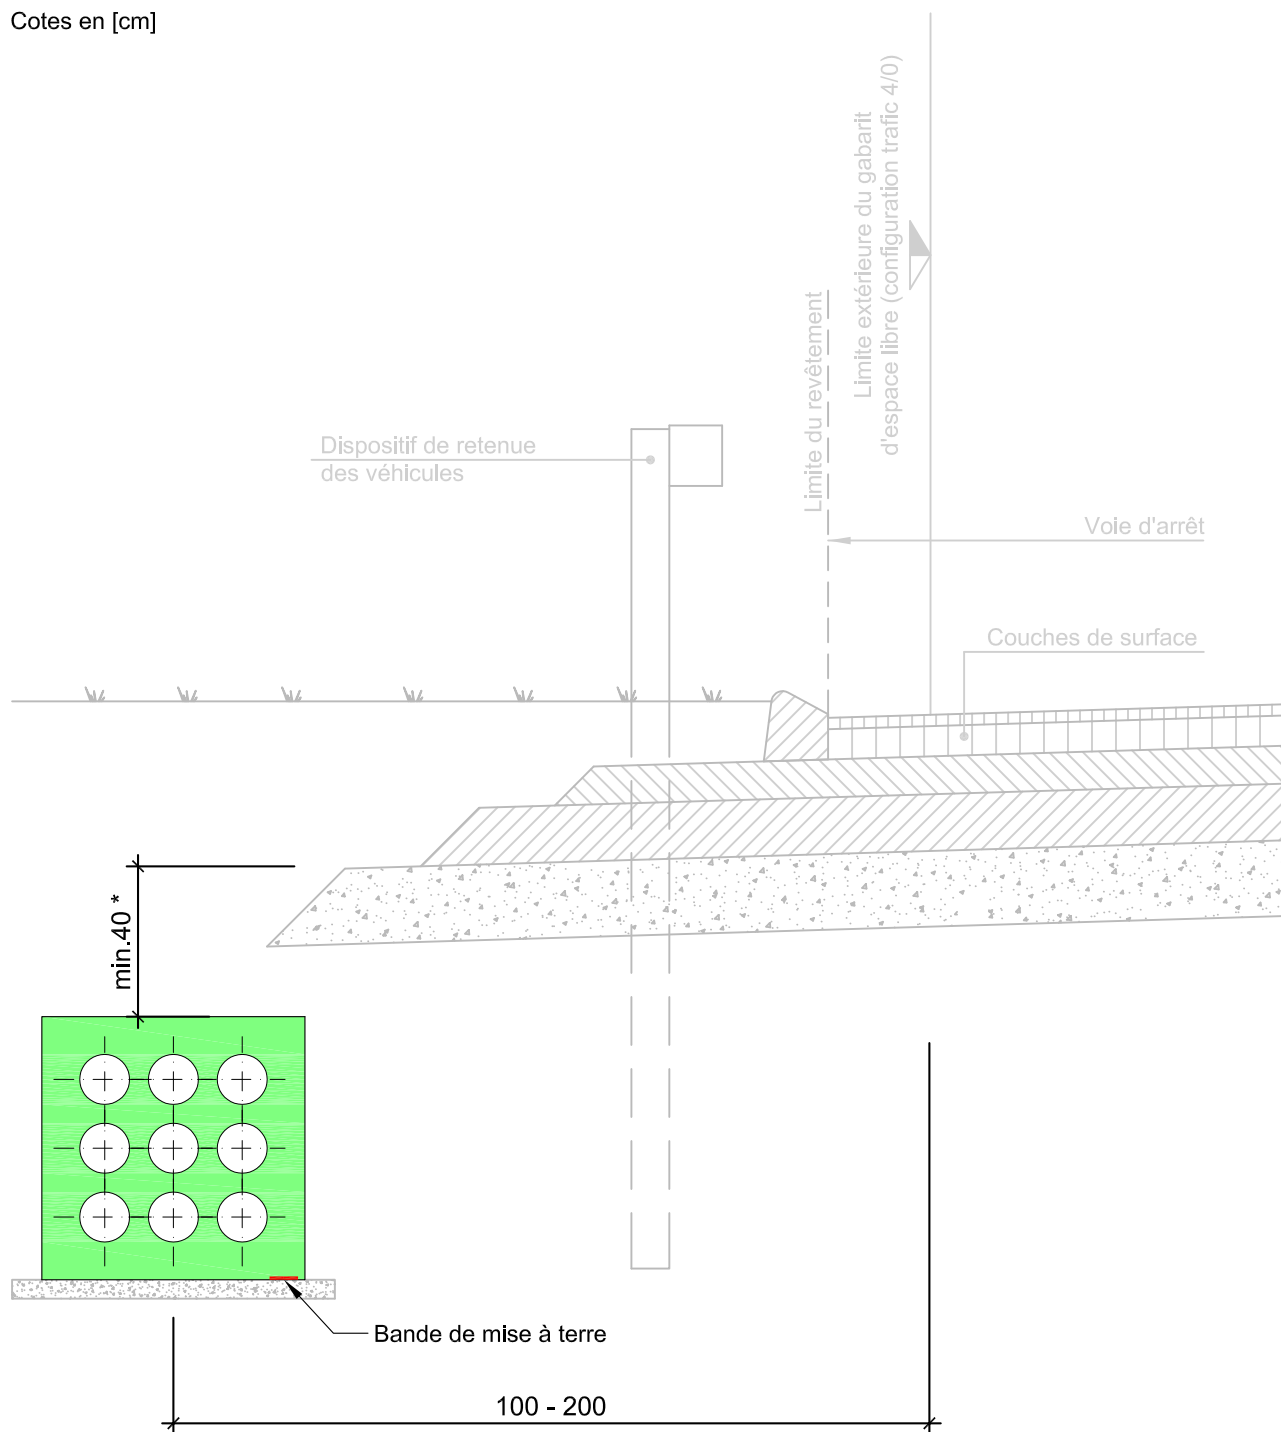 Cotes en [cm]
Limite extérieure du gabarit
d'espace libre (configuration trafic 4/0)
Limite du revêtement
Dispositif de retenue
des véhicules
Voie d'arrêt
Couches de surface
min.40 *
Bande de mise à terre
100 - 200